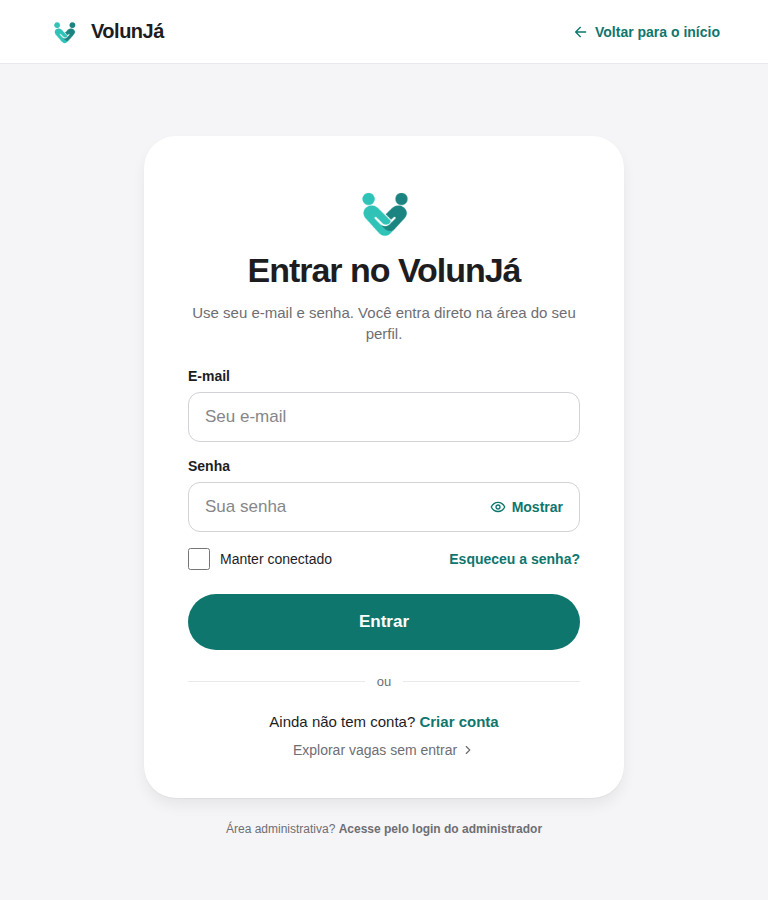 VolunJá
Voltar para o início
Entrar no VolunJá
Use seu e-mail e senha. Você entra direto na área do seu
perfil.
E-mail
Seu e-mail
Senha
Sua senha
Mostrar
Manter conectado
Esqueceu a senha?
Entrar
ou
Ainda não tem conta? Criar conta
Explorar vagas sem entrar
Área administrativa? Acesse pelo login do administrador